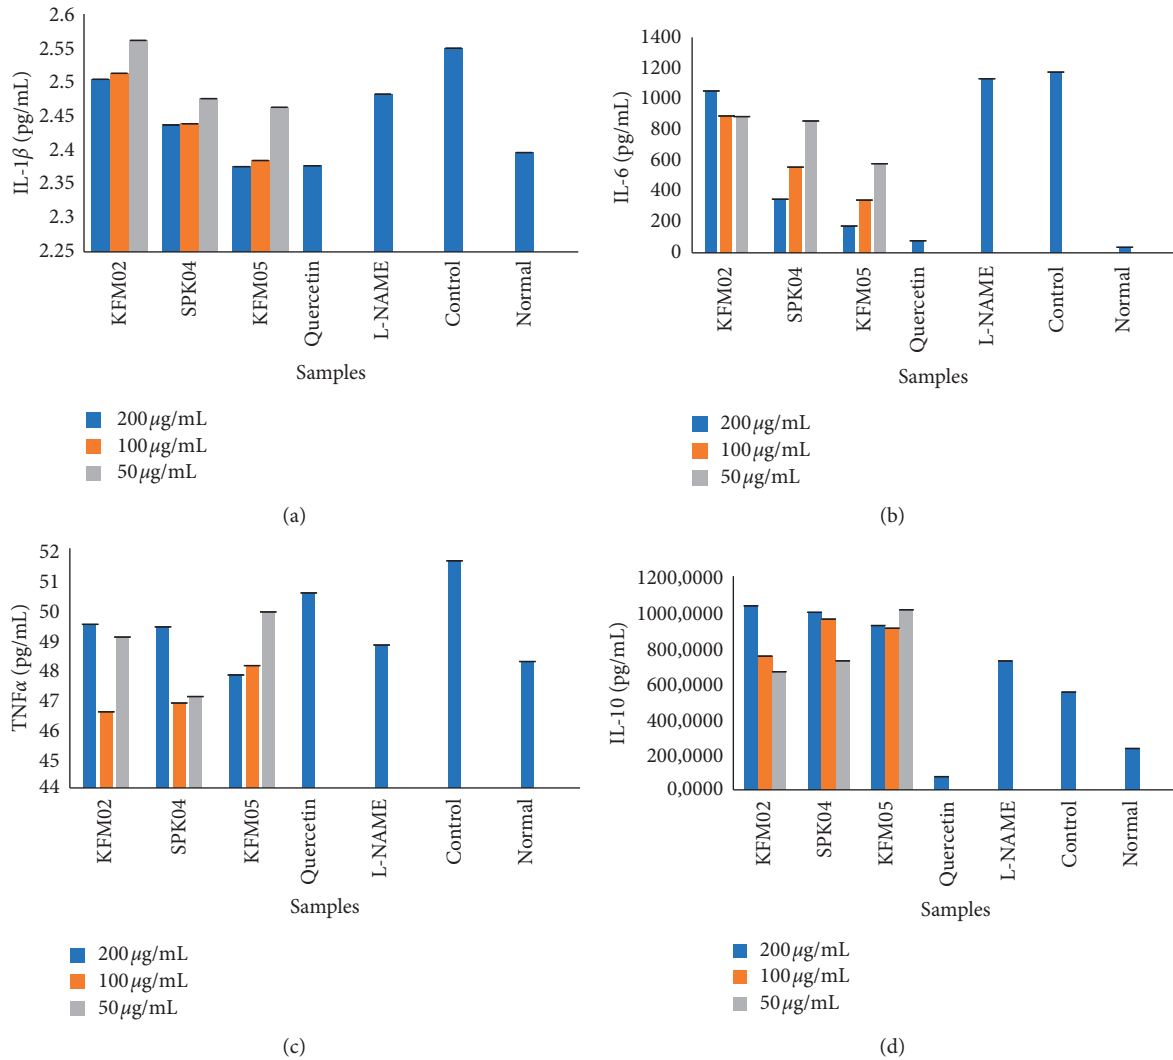 2.6
2.55
2.5
2.45
2.4
2.35
2.3
2.25
IL-1β (pg/mL)
KFM02
SPK04
KFM05
Quercetin
L-NAME
Control
Normal
Samples
200 μg/mL
100 μg/mL
50 μg/mL
(a)
1400
1200
1000
800
600
400
200
0
IL-6 (pg/mL)
KFM02
SPK04
KFM05
Quercetin
L-NAME
Control
Normal
Samples
200 μg/mL
100 μg/mL
50 μg/mL
(b)
52
51
50
49
48
47
46
45
44
TNFα (pg/mL)
KFM02
SPK04
KFM05
Quercetin
L-NAME
Control
Normal
Samples
200 μg/mL
100 μg/mL
50 μg/mL
(c)
1200,0000
1000,0000
800,0000
600,0000
400,0000
200,0000
0,0000
IL-10 (pg/mL)
KFM02
SPK04
KFM05
Quercetin
L-NAME
Control
Normal
Samples
200 μg/mL
100 μg/mL
50 μg/mL
(d)